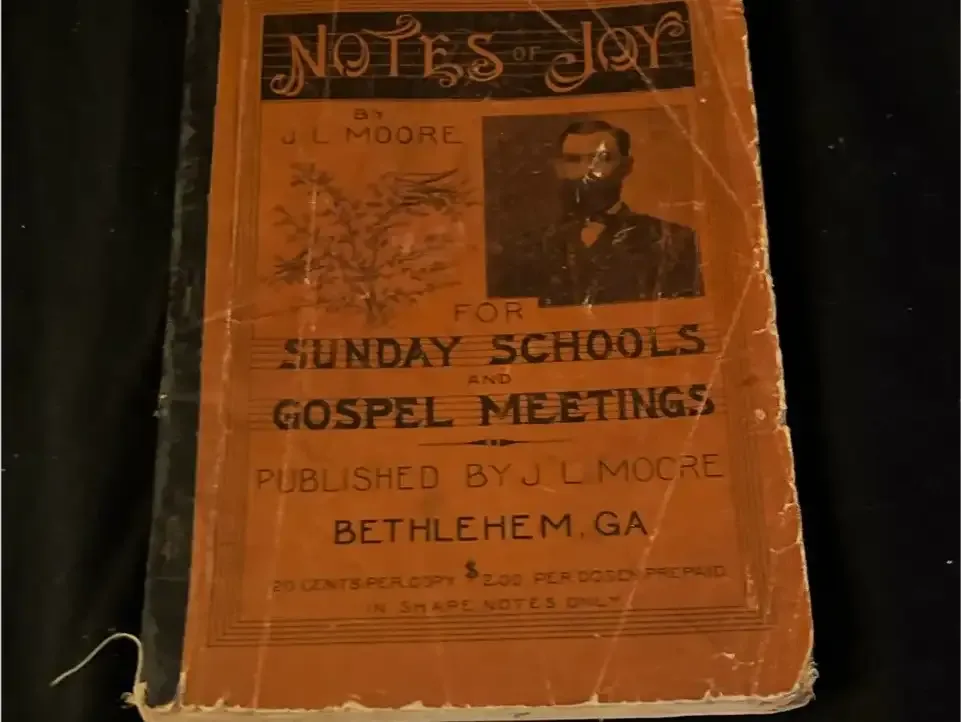 NOTES OF JOY
BY
J L MOORE
FOR
SUNDAY SCHOOLS
AND
GOSPEL MEETINGS
PUBLISHED BY J L MOORE
BETHLEHEM, GA
20 CENTS PER COPY $2.00 PER DOZEN PREPAID
IN SHAPE NOTES ONLY